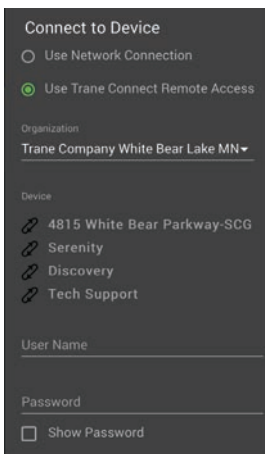 Connect to Device
Use Network Connection
Use Trane Connect Remote Access
Organization
Trane Company White Bear Lake MN
Device
4815 White Bear Parkway-SCG
Serenity
Discovery
Tech Support
User Name
Password
Show Password